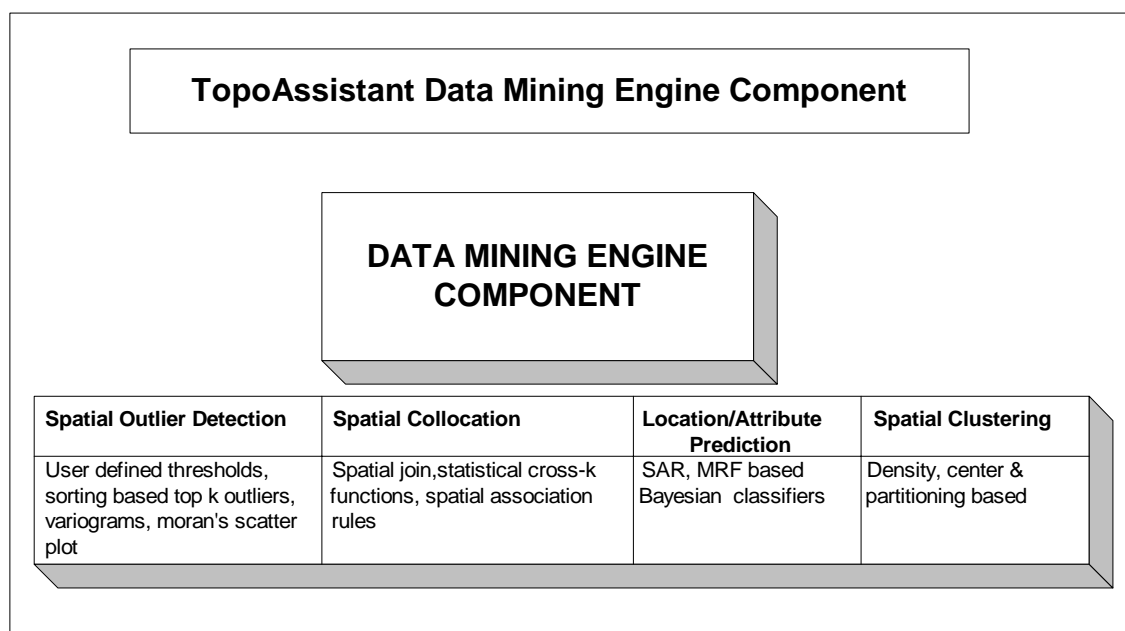 TopoAssistant Data Mining Engine Component
DATA MINING ENGINE
COMPONENT
Spatial Outlier Detection
User defined thresholds,
sorting based top k outliers,
variograms, moran's scatter
plot
Spatial Collocation
Spatial join,statistical cross-k
functions, spatial association
rules
Location/Attribute
Prediction
SAR, MRF based
Bayesian classifiers
Spatial Clustering
Density, center &
partitioning based